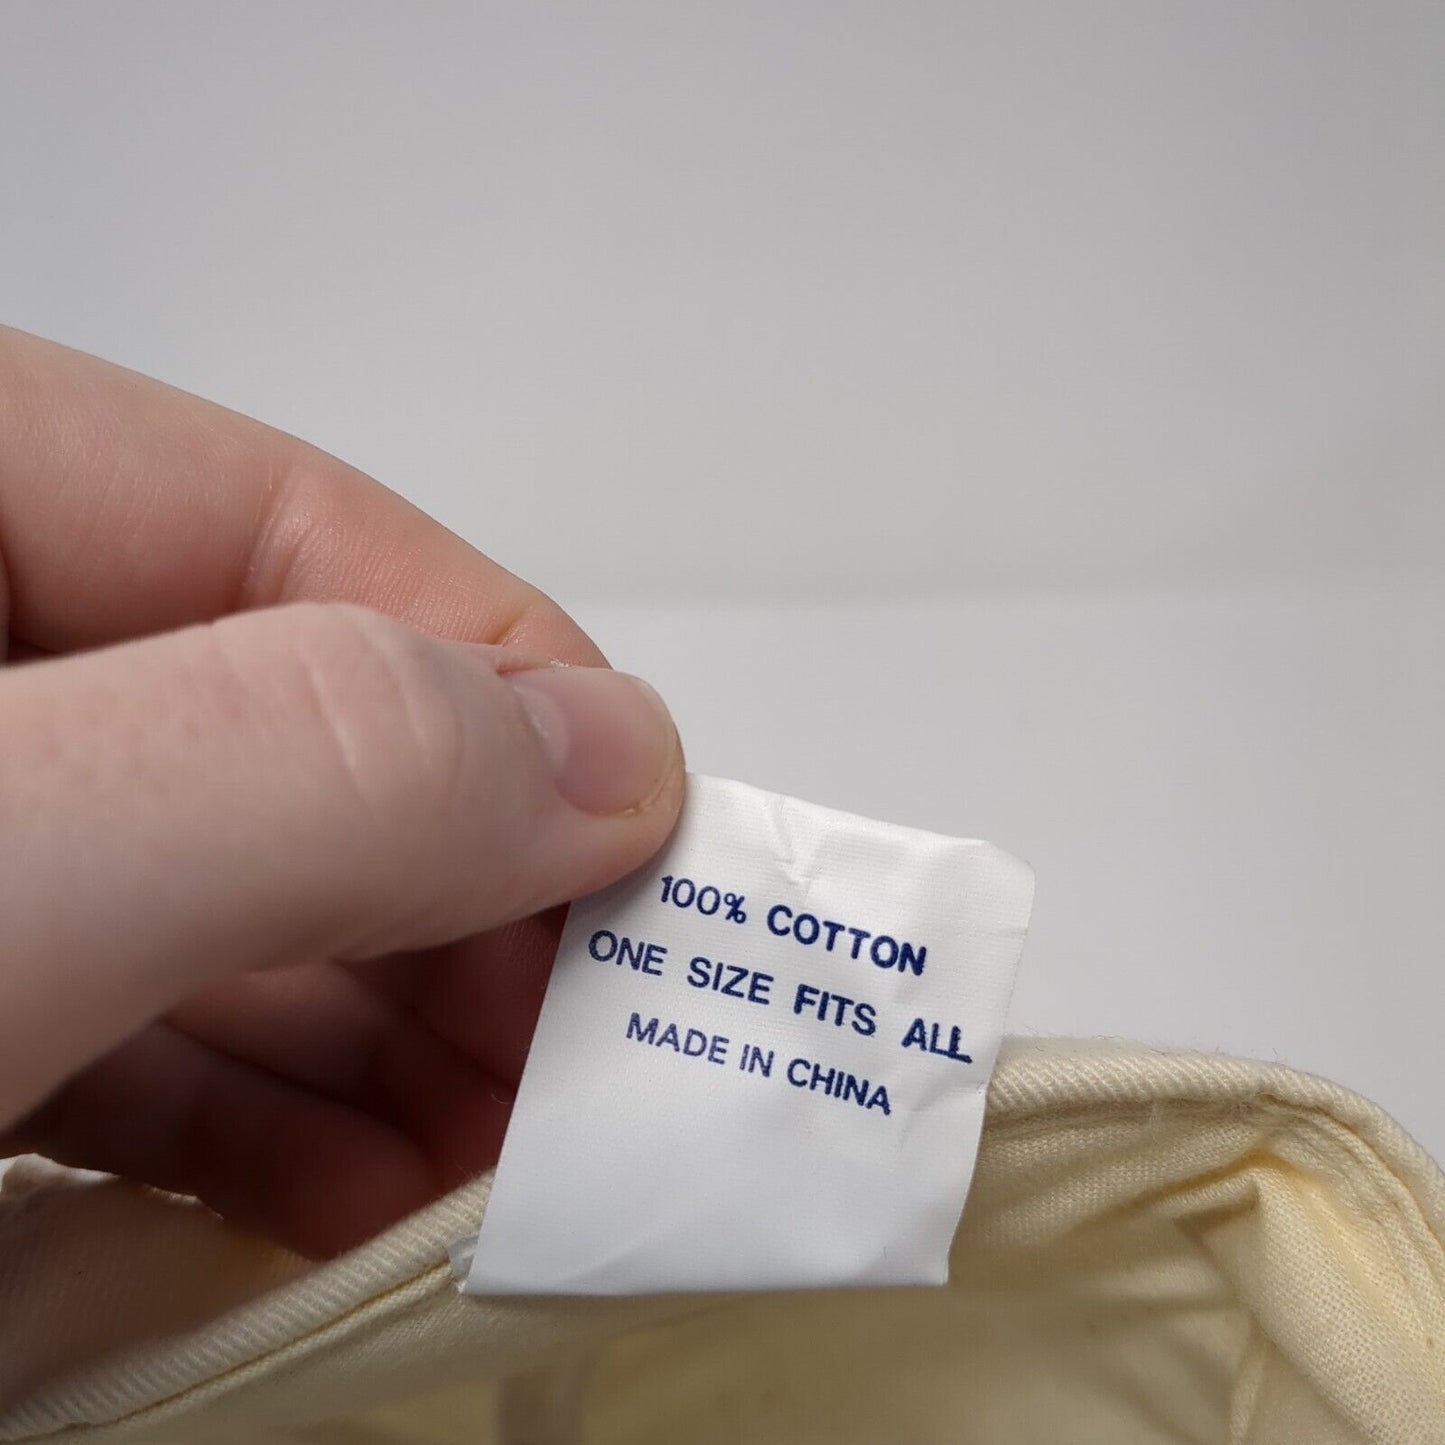 100% COTTON
ONE SIZE FITS ALL
MADE IN CHINA